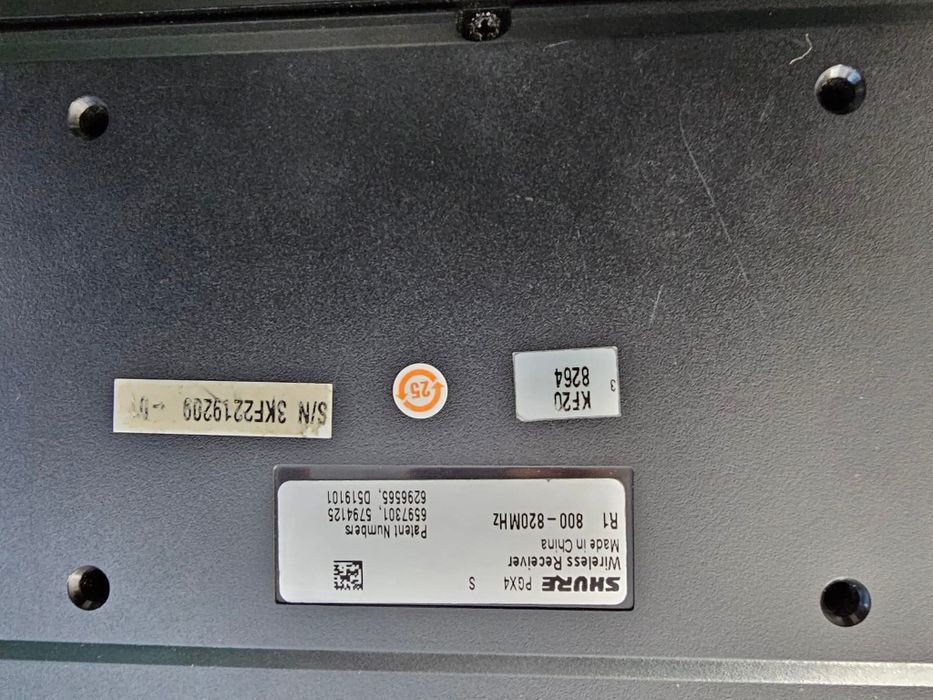 SHURE PGX4 S
Wireless Receiver
Made in China
R1 800–820MHz
Patent Numbers
6597301, 5794125
6296565, D519101
KF20
8264
3
25
S/N 3KF2219209